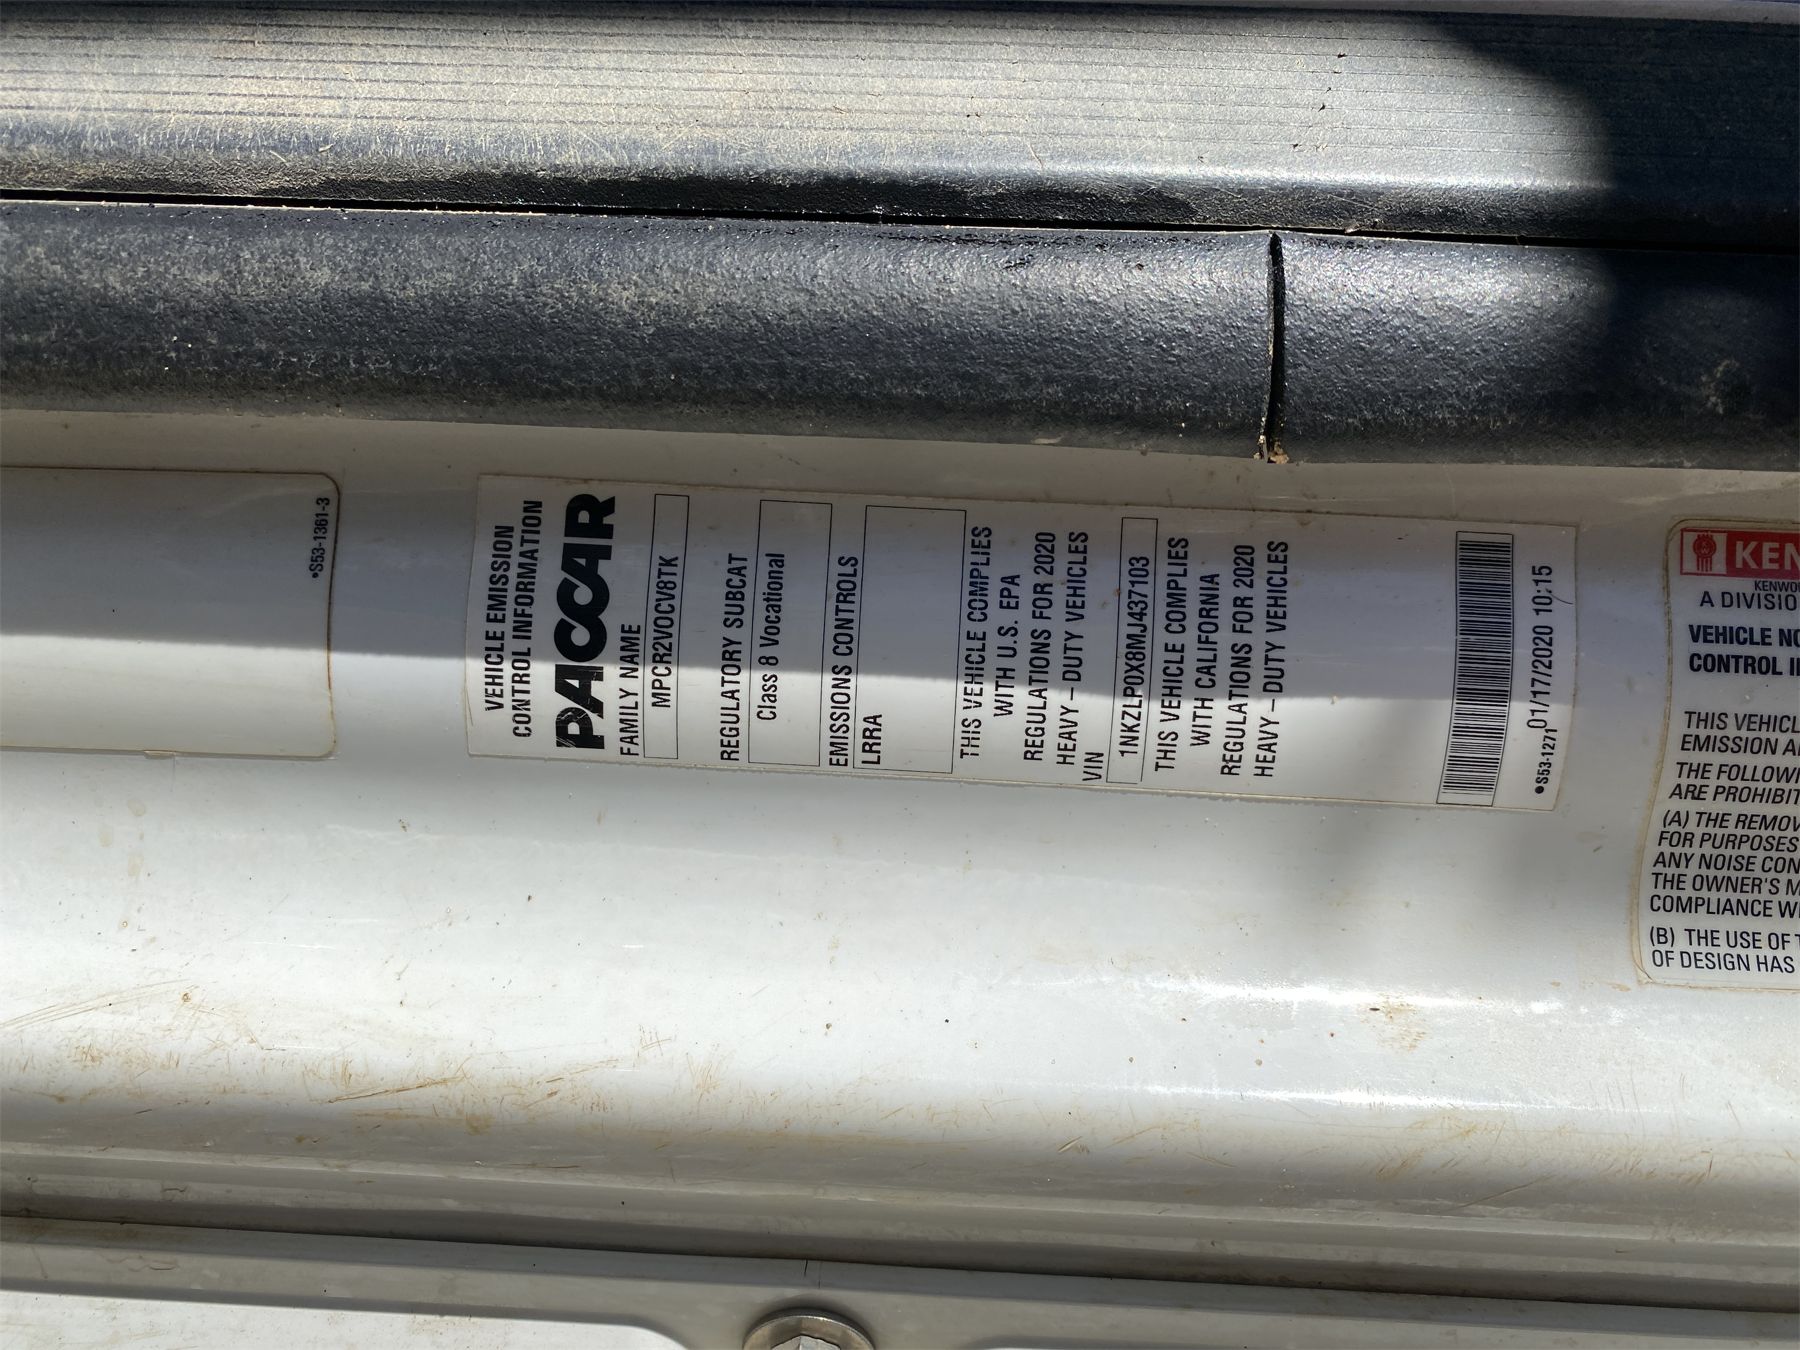 •S53-1361-3
VEHICLE EMISSION
CONTROL INFORMATION
PACCAR
FAMILY NAME
MPCR2VOCV8TK
REGULATORY SUBCAT
Class 8 Vocational
EMISSIONS CONTROLS
LRRA
THIS VEHICLE COMPLIES
WITH U.S. EPA
REGULATIONS FOR 2020
HEAVY – DUTY VEHICLES
VIN
1NKZLP0X8MJ437103
THIS VEHICLE COMPLIES
WITH CALIFORNIA
REGULATIONS FOR 2020
HEAVY – DUTY VEHICLES
•S53-1271
01/17/2020 10:15
KEN
KENWO
A DIVISIO
VEHICLE NO
CONTROL I
THIS VEHICL
EMISSION A
THE FOLLOWI
ARE PROHIBIT
(A) THE REMOV
FOR PURPOSES
ANY NOISE CON
THE OWNER'S M
COMPLIANCE WI
(B) THE USE OF T
OF DESIGN HAS